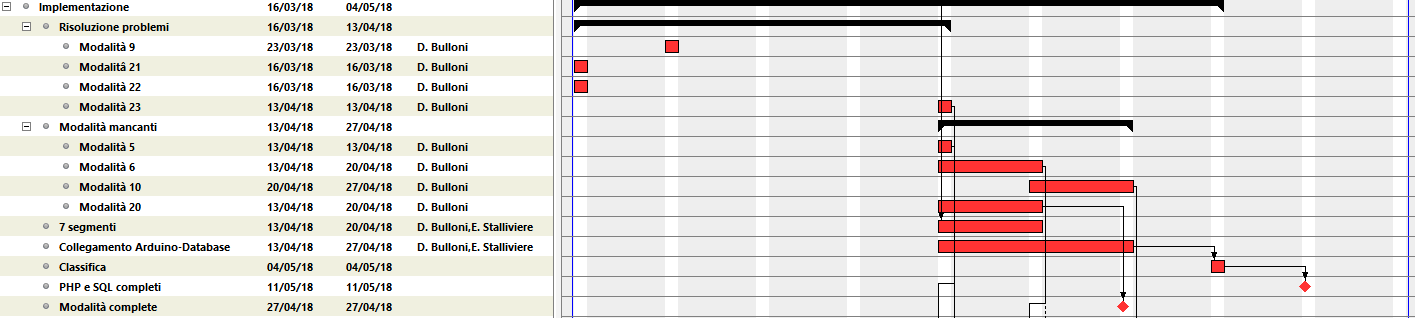 Implementazione 16/03/18 04/05/18
Risoluzione problemi 16/03/18 13/04/18
Modalità 9 23/03/18 23/03/18 D. Bulloni
Modalità 21 16/03/18 16/03/18 D. Bulloni
Modalità 22 16/03/18 16/03/18 D. Bulloni
Modalità 23 13/04/18 13/04/18 D. Bulloni
Modalità mancanti 13/04/18 27/04/18
Modalità 5 13/04/18 13/04/18 D. Bulloni
Modalità 6 13/04/18 20/04/18 D. Bulloni
Modalità 10 20/04/18 27/04/18 D. Bulloni
Modalità 20 13/04/18 20/04/18 D. Bulloni
7 segmenti 13/04/18 20/04/18 D. Bulloni,E. Stalliviere
Collegamento Arduino-Database 13/04/18 27/04/18 D. Bulloni,E. Stalliviere
Classifica 04/05/18 04/05/18
PHP e SQL completi 11/05/18 11/05/18
Modalità complete 27/04/18 27/04/18